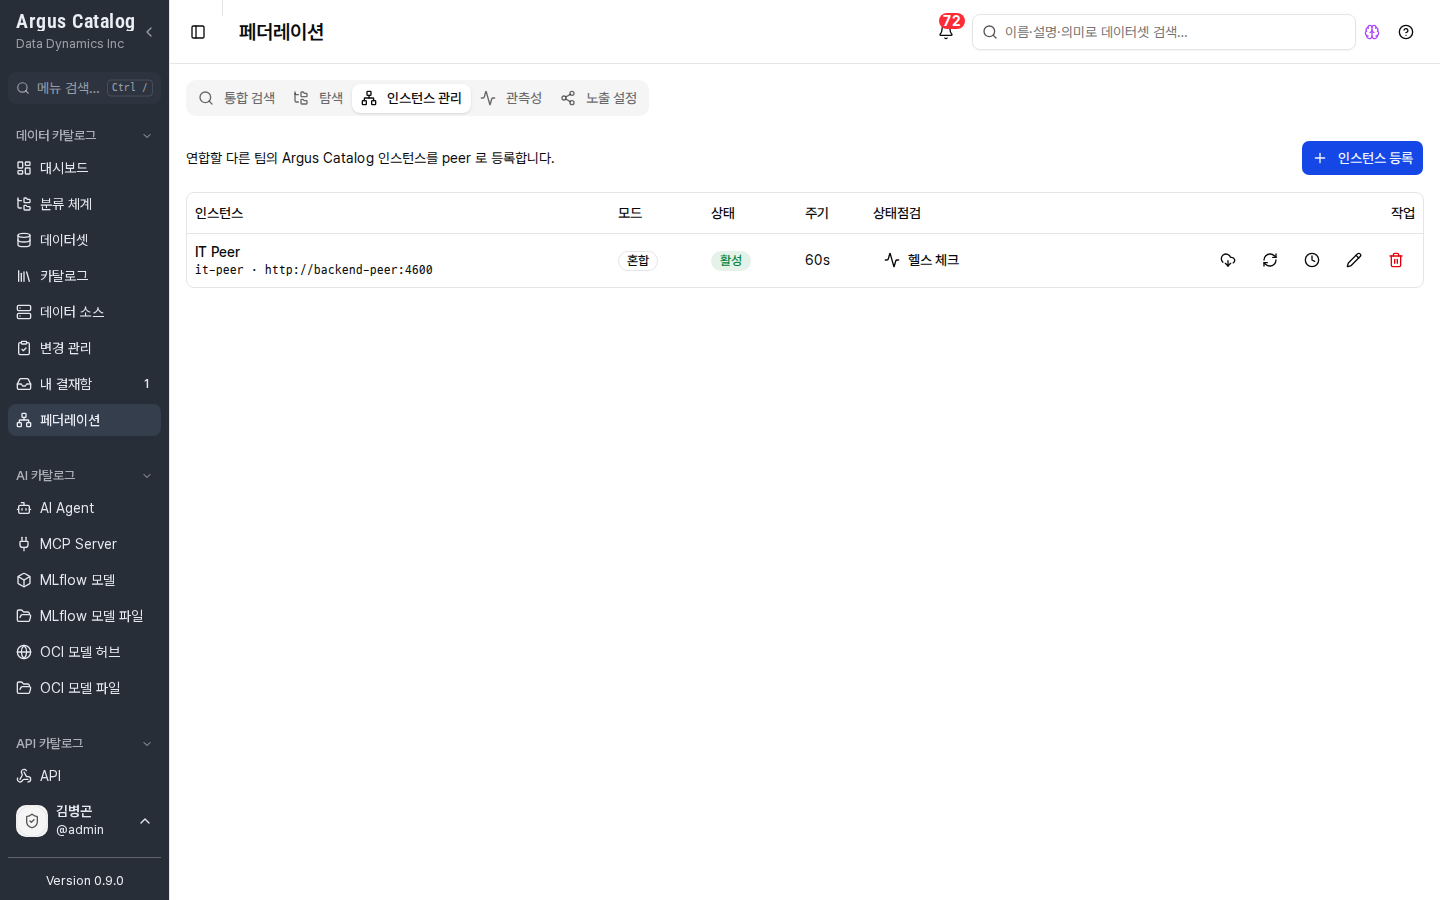 Argus Catalog
Data Dynamics Inc
메뉴 검색... Ctrl /
데이터 카탈로그
대시보드
분류 체계
데이터셋
카탈로그
데이터 소스
변경 관리
내 결재함 1
페더레이션
AI 카탈로그
AI Agent
MCP Server
MLflow 모델
MLflow 모델 파일
OCI 모델 허브
OCI 모델 파일
API 카탈로그
API
김병곤
@admin
Version 0.9.0
페더레이션
72
이름·설명·의미로 데이터셋 검색...
통합 검색 탐색 인스턴스 관리 관측성 노출 설정
연합할 다른 팀의 Argus Catalog 인스턴스를 peer 로 등록합니다.
인스턴스 등록
인스턴스 모드 상태 주기 상태점검 작업
IT Peer
it-peer · http://backend-peer:4600
혼합 활성 60s 헬스 체크